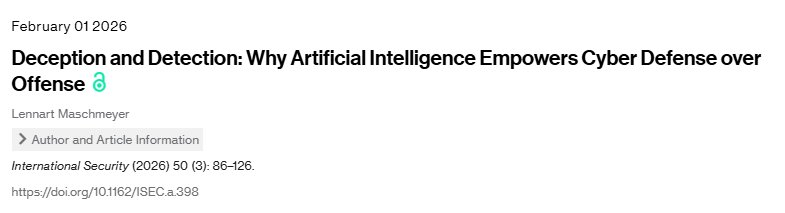 February 01 2026
Deception and Detection: Why Artificial Intelligence Empowers Cyber Defense over
Offense
Lennart Maschmeyer
Author and Article Information
International Security (2026) 50 (3): 86–126.
https://doi.org/10.1162/ISEC.a.398